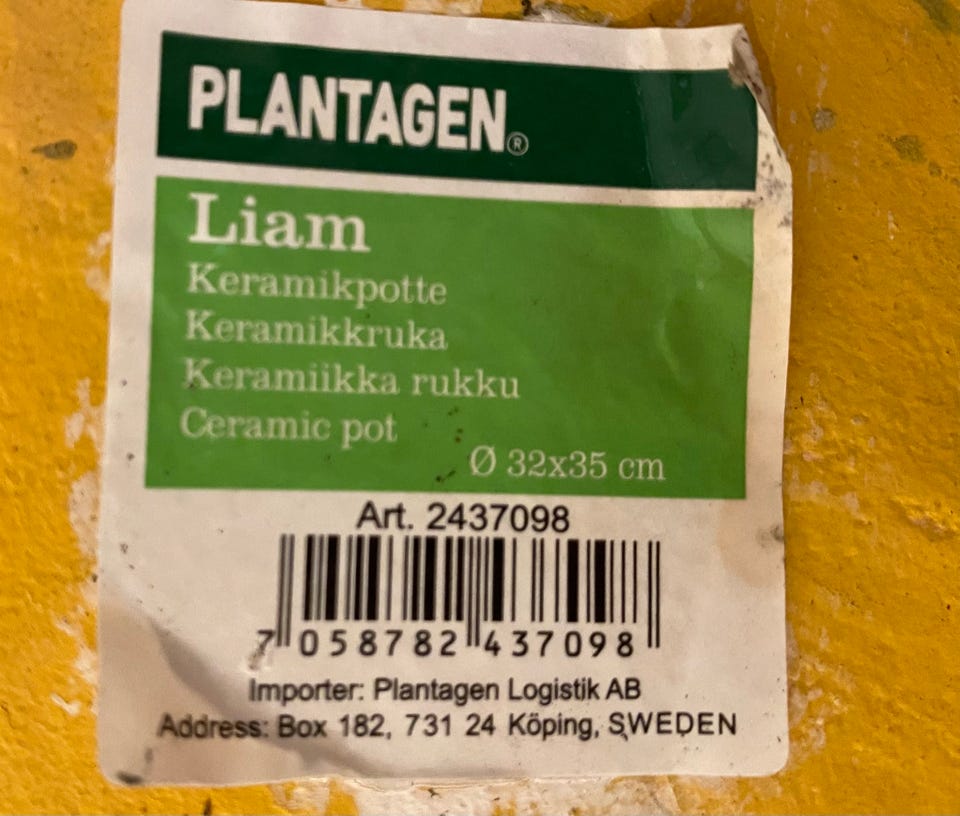 PLANTAGEN®
Liam
Keramikpotte
Keramikkruka
Keramiikka rukku
Ceramic pot
Ø 32x35 cm
Art. 2437098
7 058782 437098
Importer: Plantagen Logistik AB
Address: Box 182, 731 24 Köping, SWEDEN